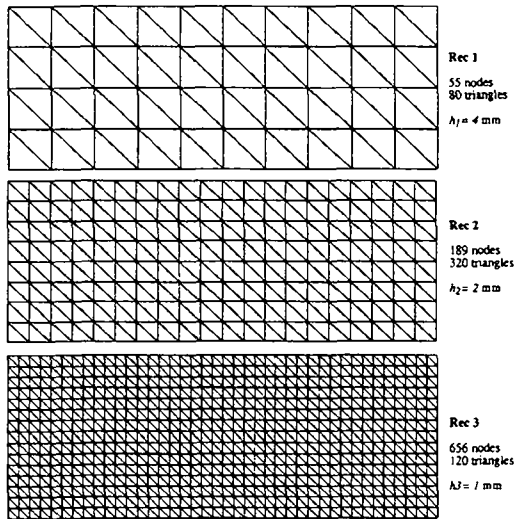 Rec 1
55 nodes
80 triangles
h1= 4 mm
Rec 2
189 nodes
320 triangles
h2= 2 mm
Rec 3
656 nodes
120 triangles
h3= 1 mm